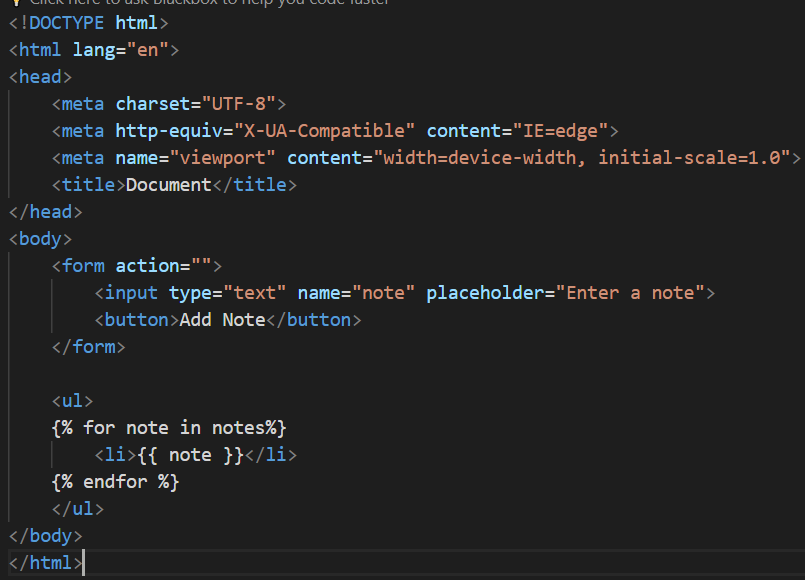 Click here to ask Blackbox to help you code faster
<!DOCTYPE html>
<html lang="en">
<head>
    <meta charset="UTF-8">
    <meta http-equiv="X-UA-Compatible" content="IE=edge">
    <meta name="viewport" content="width=device-width, initial-scale=1.0">
    <title>Document</title>
</head>
<body>
    <form action="">
        <input type="text" name="note" placeholder="Enter a note">
        <button>Add Note</button>
    </form>

    <ul>
    {% for note in notes%}
        <li>{{ note }}</li>
    {% endfor %}
    </ul>
</body>
</html>